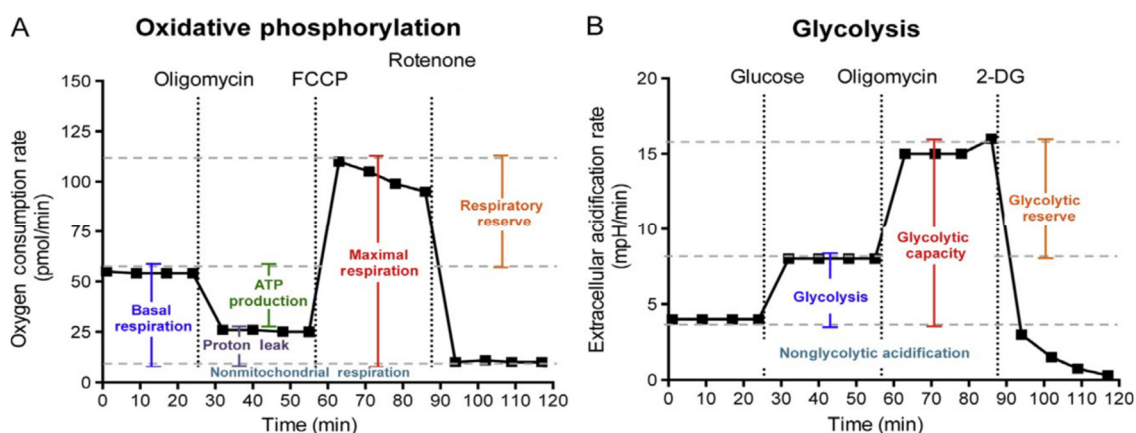 A
Oxidative phosphorylation
Oligomycin
FCCP
Rotenone
Oxygen consumption rate
(pmol/min)
150
125
100
75
50
25
0
Respiratory
reserve
Maximal
respiration
ATP
production
Basal
respiration
Proton leak
Nonmitochondrial respiration
0 10 20 30 40 50 60 70 80 90 100 110 120
Time (min)
B
Glycolysis
Glucose
Oligomycin
2-DG
Extracellular acidification rate
(mpH/min)
20
15
10
5
0
Glycolytic
reserve
Glycolytic
capacity
Glycolysis
Nonglycolytic acidification
0 10 20 30 40 50 60 70 80 90 100 110 120
Time (min)